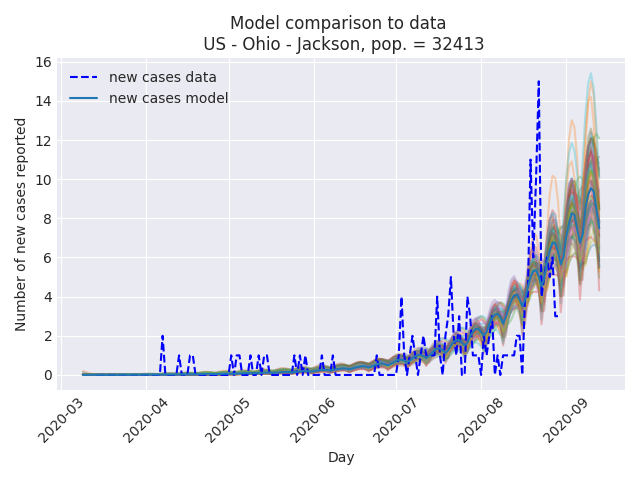 Model comparison to data
US - Ohio - Jackson, pop. = 32413
new cases data
new cases model
Number of new cases reported
16
14
12
10
8
6
4
2
0
2020-03
2020-04
2020-05
2020-06
2020-07
2020-08
2020-09
Day